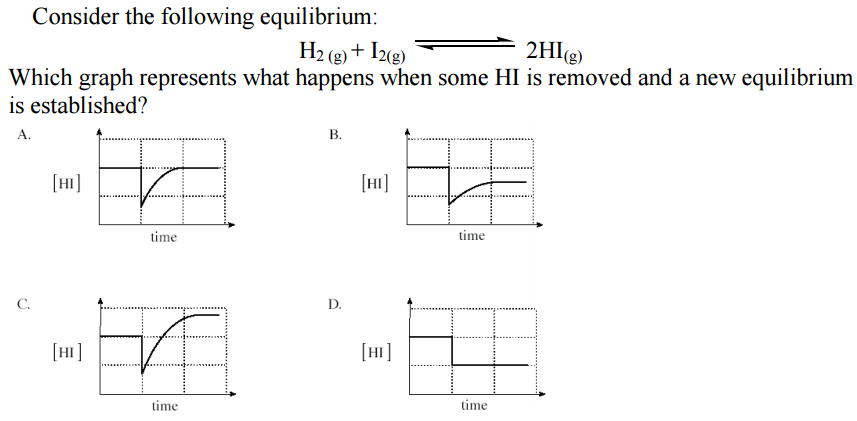 Consider the following equilibrium:
H2 (g) + I2(g) ⇌ 2HI(g)
Which graph represents what happens when some HI is removed and a new equilibrium
is established?
A. B.
[HI] [HI]
time time
C. D.
[HI] [HI]
time time